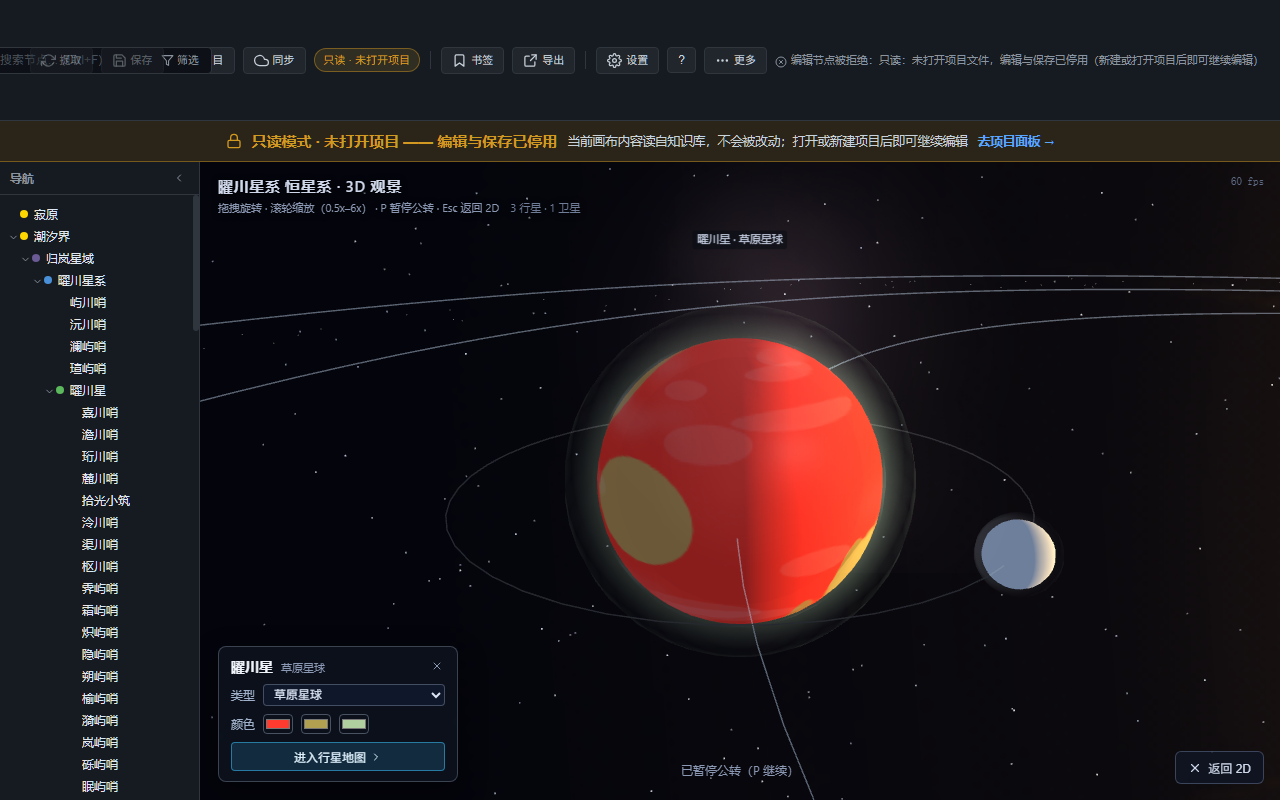 搜索节点 (Ctrl+F) 提取 保存 筛选 目 同步 只读 · 未打开项目 书签 导出 设置 ? 更多 编辑节点被拒绝：只读：未打开项目文件，编辑与保存已停用（新建或打开项目后即可继续编辑）
只读模式 · 未打开项目 —— 编辑与保存已停用 当前画布内容读自知识库，不会被改动；打开或新建项目后即可继续编辑 去项目面板 →
导航
寂原
潮汐界
归岚星域
曜川星系
屿川哨
沅川哨
澜屿哨
瑄屿哨
曜川星
熹川哨
澹川哨
珩川哨
麓川哨
拾光小筑
泠川哨
渠川哨
枢川哨
霁屿哨
霜屿哨
炽屿哨
隐屿哨
朔屿哨
榆屿哨
漪屿哨
岚屿哨
砾屿哨
眠屿哨
曜川星系 恒星系 · 3D 观景
拖拽旋转 · 滚轮缩放（0.5x–6x） · P 暂停公转 · Esc 返回 2D 3 行星 · 1 卫星
60 fps
曜川星 · 草原星球
曜川星 草原星球
类型 草原星球
颜色
进入行星地图
已暂停公转（P 继续）
返回 2D